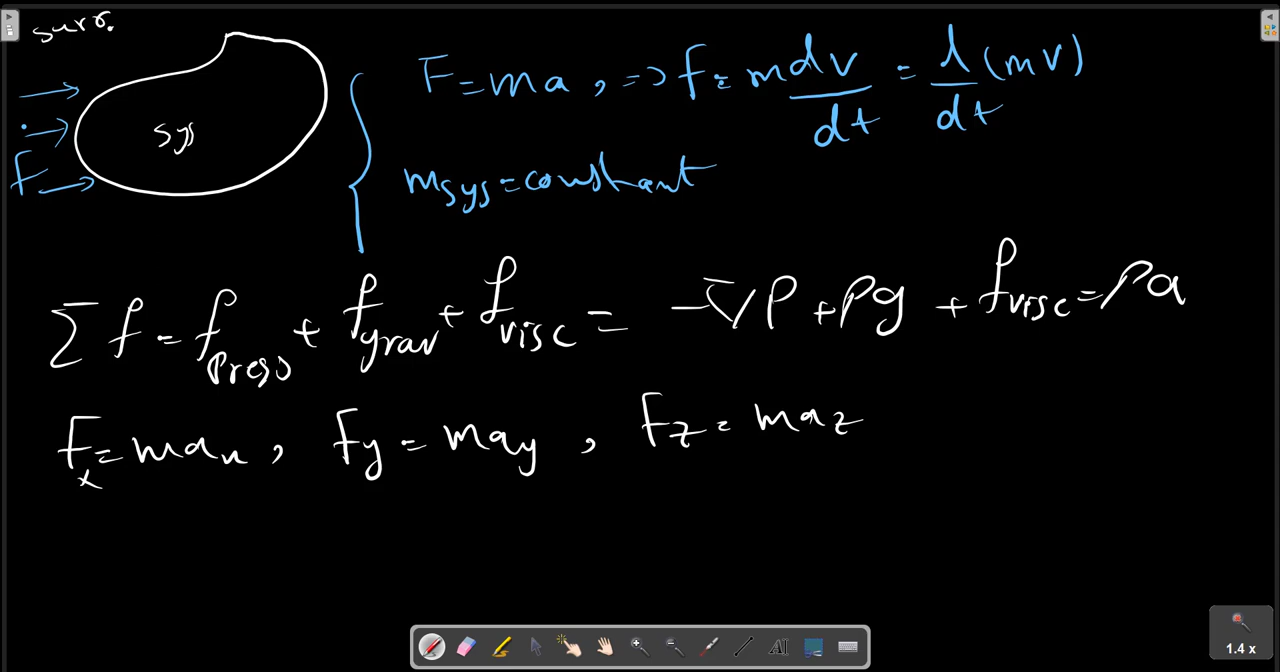 surr.
F = ma , => f = m dv/dt = d/dt (mv)
sys
F
msys = constant
∑ f = fpress + fgrav + fvisc = -∇P + ρg + fvisc = ρa
Fx = max , Fy = may , Fz = maz
AI
1.4 x